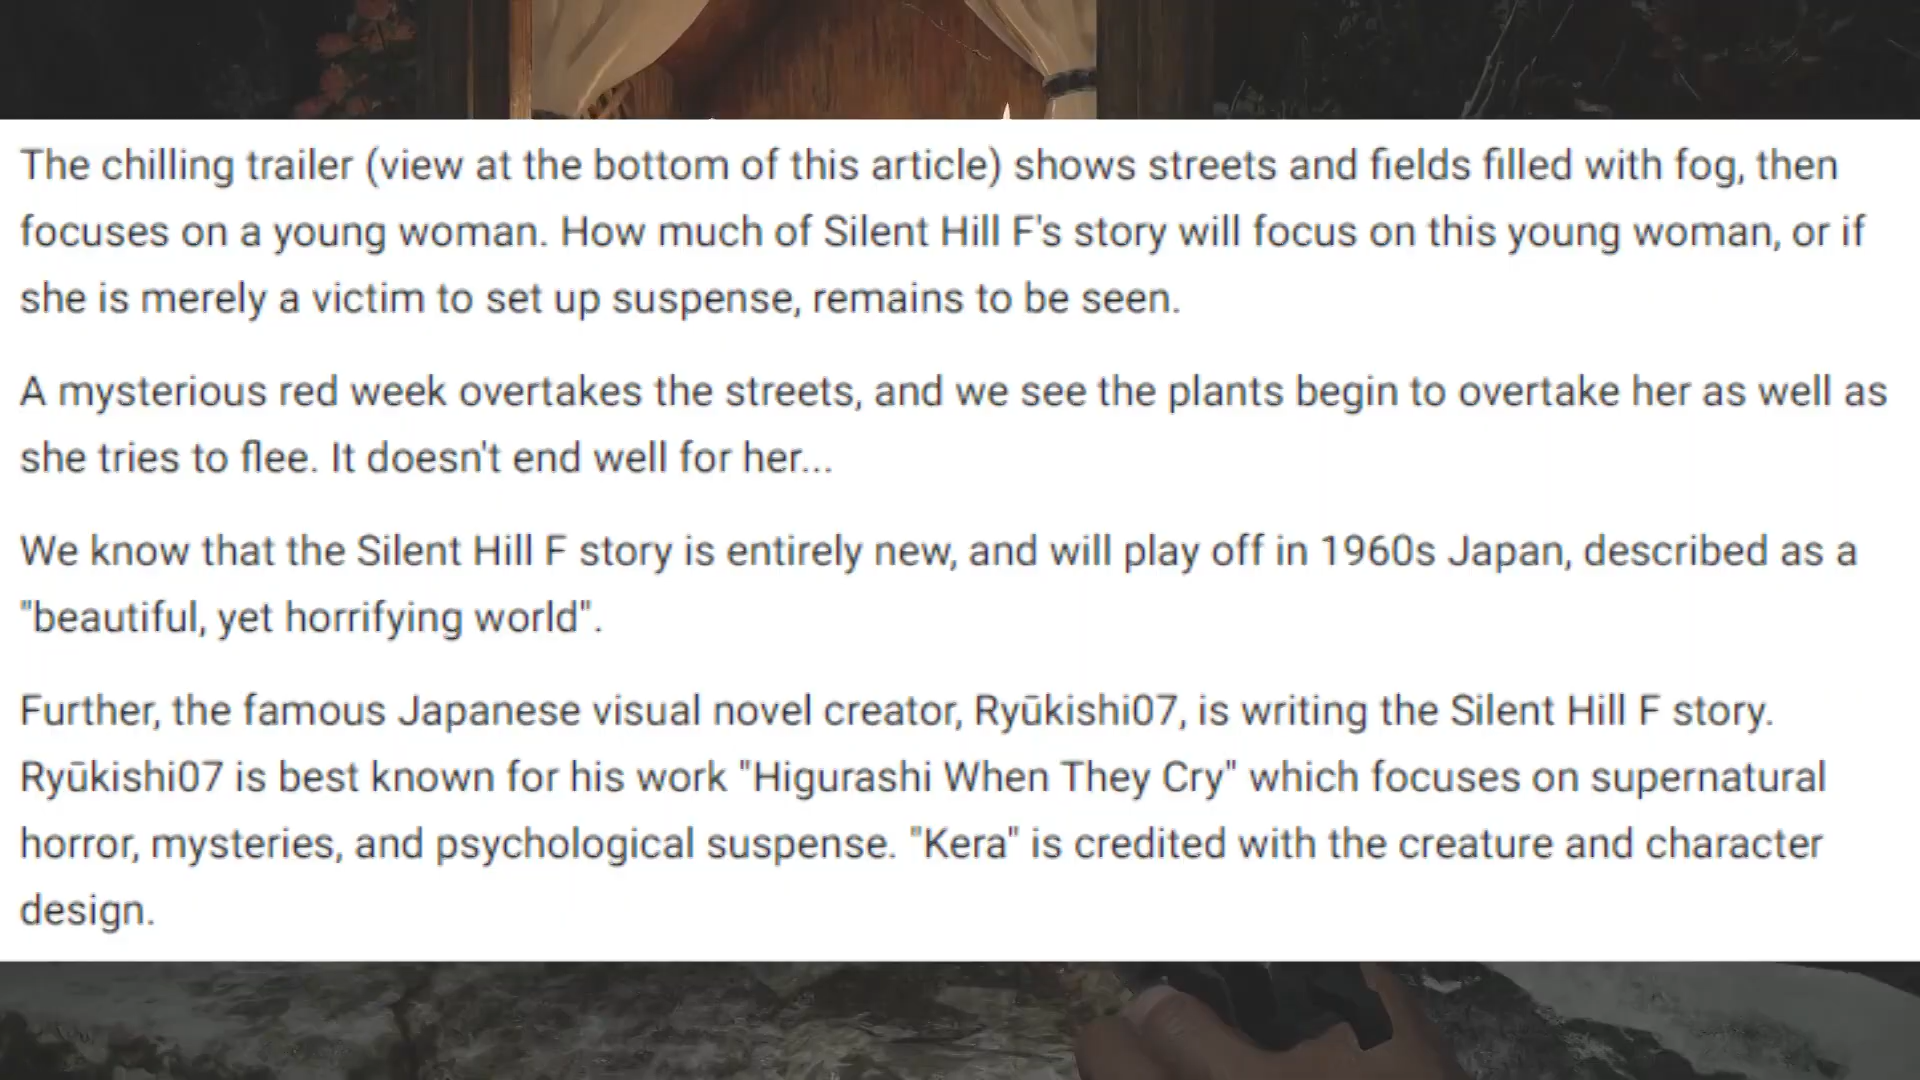 The chilling trailer (view at the bottom of this article) shows streets and fields filled with fog, then
focuses on a young woman. How much of Silent Hill F's story will focus on this young woman, or if
she is merely a victim to set up suspense, remains to be seen.
A mysterious red week overtakes the streets, and we see the plants begin to overtake her as well as
she tries to flee. It doesn't end well for her...
We know that the Silent Hill F story is entirely new, and will play off in 1960s Japan, described as a
"beautiful, yet horrifying world".
Further, the famous Japanese visual novel creator, Ryūkishi07, is writing the Silent Hill F story.
Ryūkishi07 is best known for his work "Higurashi When They Cry" which focuses on supernatural
horror, mysteries, and psychological suspense. "Kera" is credited with the creature and character
design.